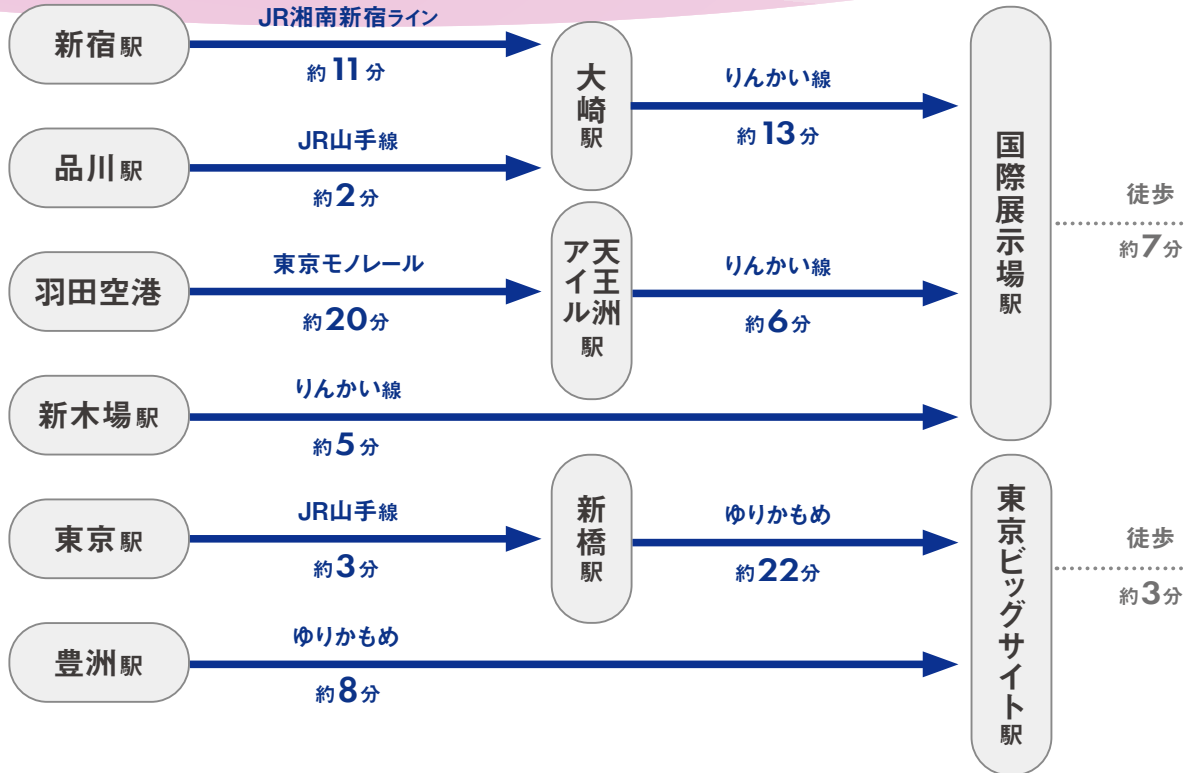 新宿駅
JR湘南新宿ライン
約11分
品川駅
JR山手線
約2分
大崎駅
りんかい線
約13分
羽田空港
東京モノレール
約20分
天王洲アイル駅
りんかい線
約6分
新木場駅
りんかい線
約5分
国際展示場駅
徒歩
約7分
東京駅
JR山手線
約3分
新橋駅
ゆりかもめ
約22分
豊洲駅
ゆりかもめ
約8分
東京ビッグサイト駅
徒歩
約3分